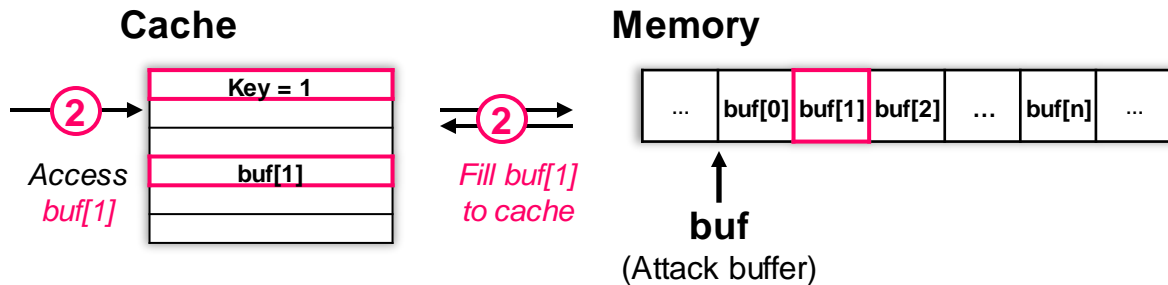 Cache
Memory
2
Key = 1
Access
buf[1]
buf[1]
2
Fill buf[1]
to cache
... buf[0] buf[1] buf[2] ... buf[n] ...
buf
(Attack buffer)